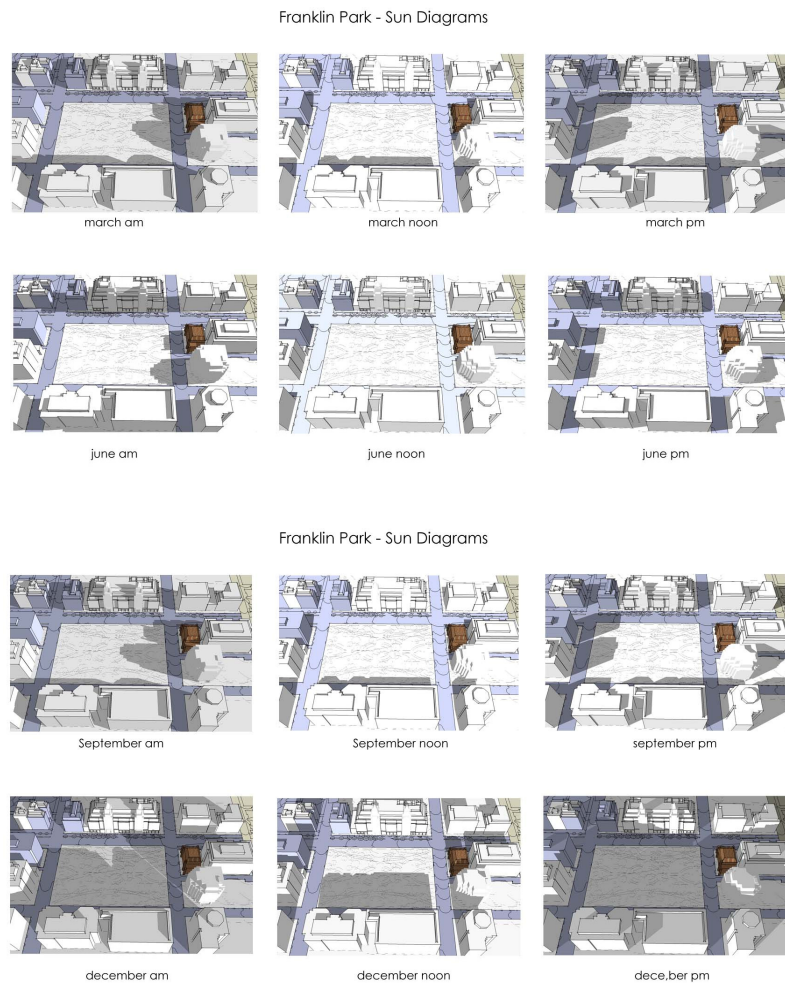 Franklin Park - Sun Diagrams
march am
march noon
march pm
june am
june noon
june pm
Franklin Park - Sun Diagrams
September am
September noon
september pm
december am
december noon
dece,ber pm